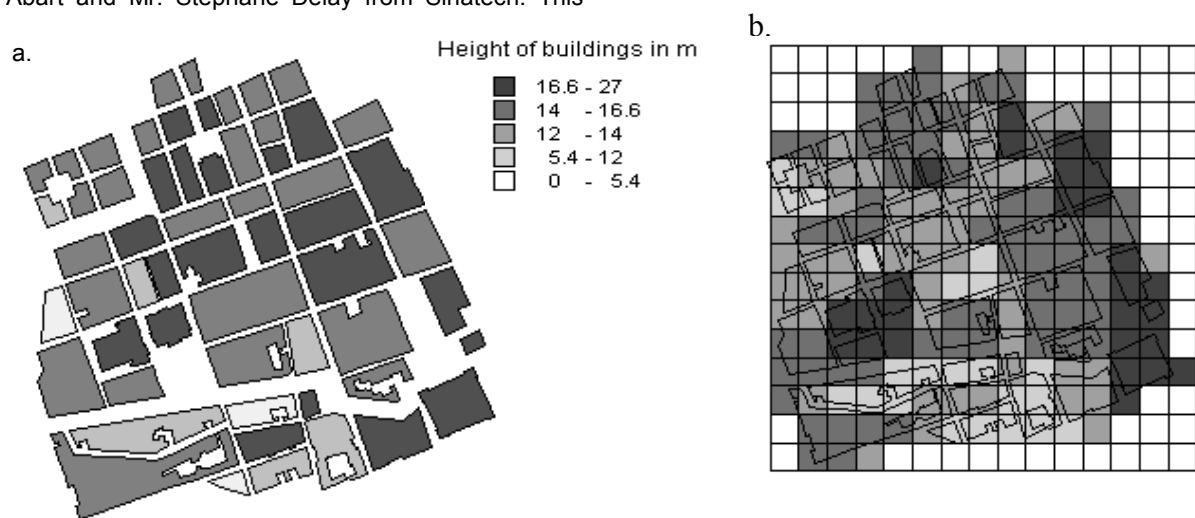 Abart and Mr. Stéphane Delay from Sinatech. This
a.
Height of buildings in m
16.6 - 27
14 - 16.6
12 - 14
5.4 - 12
0 - 5.4
b.